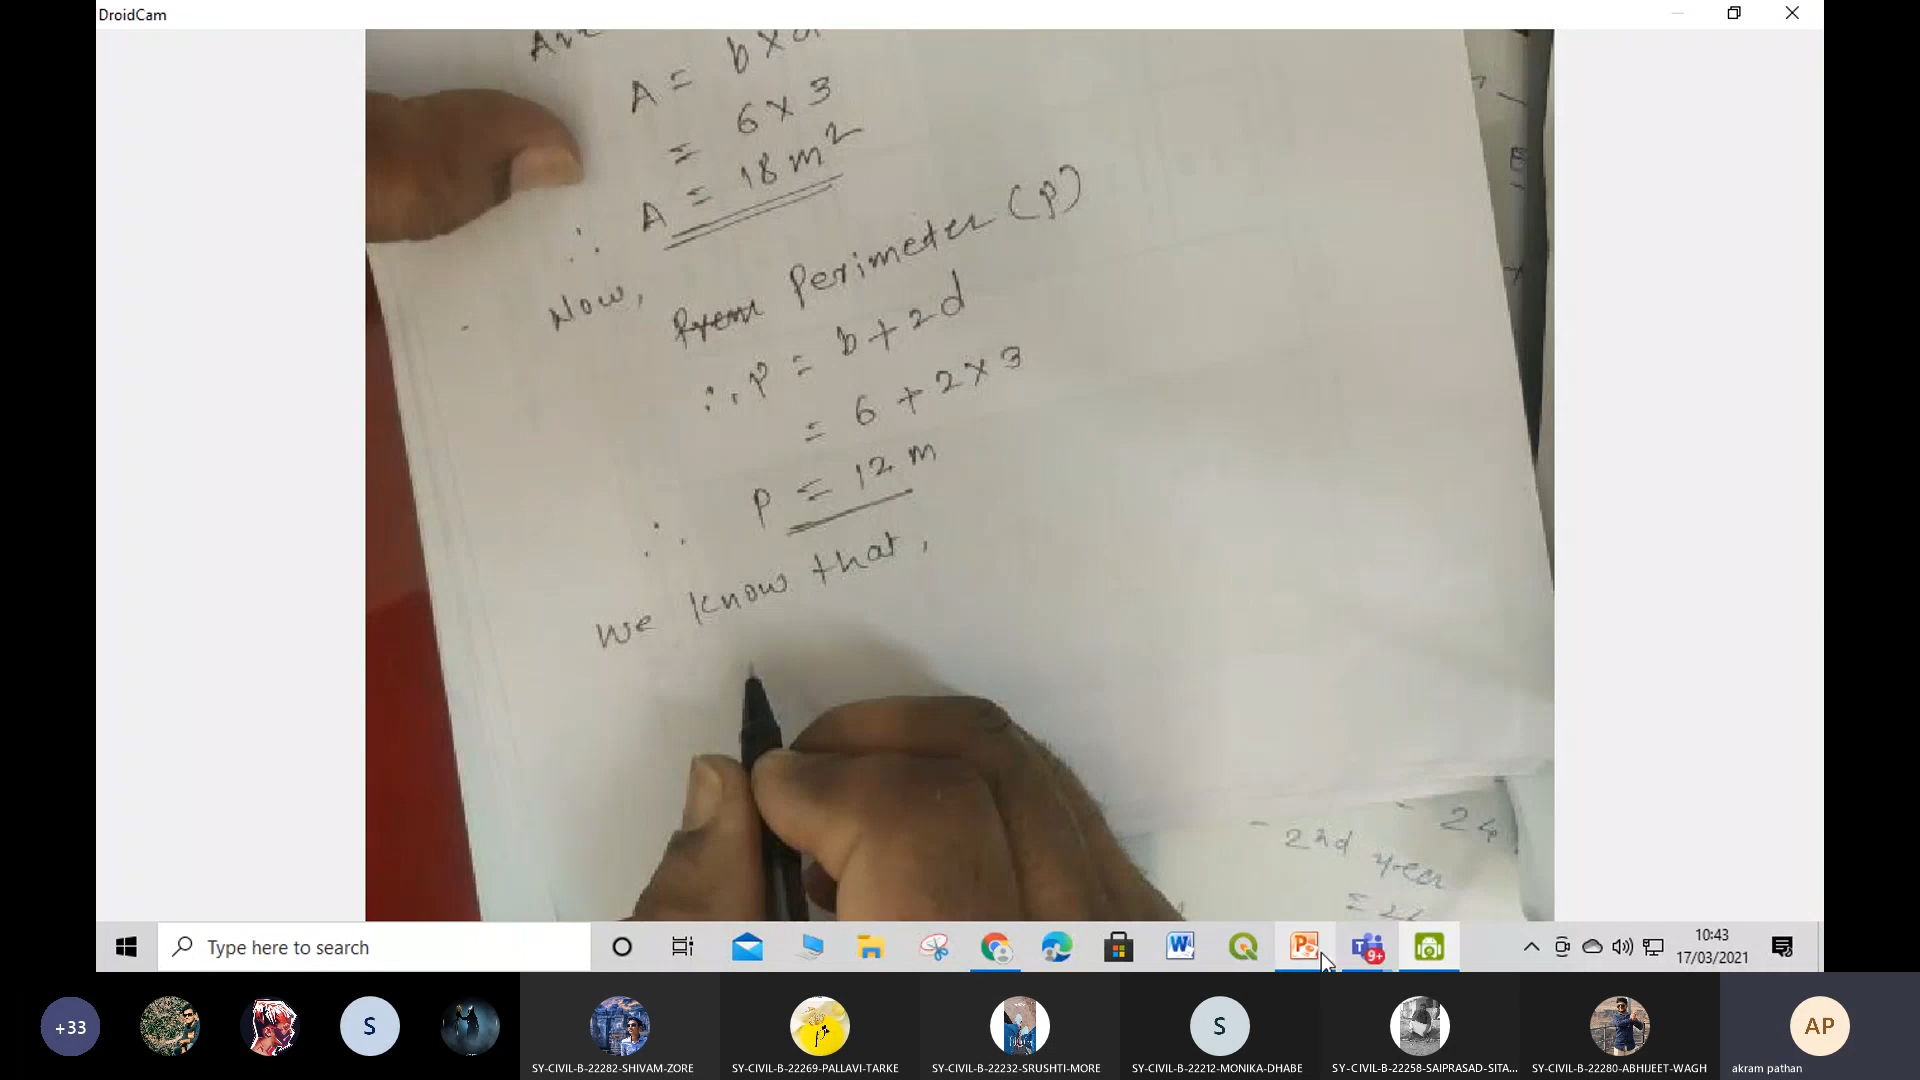 DroidCam
A =
= 6 × 3
∴ A = 18 m²
Now, Perimeter (P)
∴ P = b + 2d
= 6 + 2 × 3
∴ P = 12 m
We know that,
- 2nd year
Type here to search
9+
10:43
17/03/2021
+33
S
S
AP
SY-CIVIL-B-22282-SHIVAM-ZORE
SY-CIVIL-B-22269-PALLAVI-TARKE
SY-CIVIL-B-22232-SRUSHTI-MORE
SY-CIVIL-B-22212-MONIKA-DHABE
SY-CIVIL-B-22258-SAIPRASAD-SITA...
SY-CIVIL-B-22280-ABHIJEET-WAGH
akram pathan